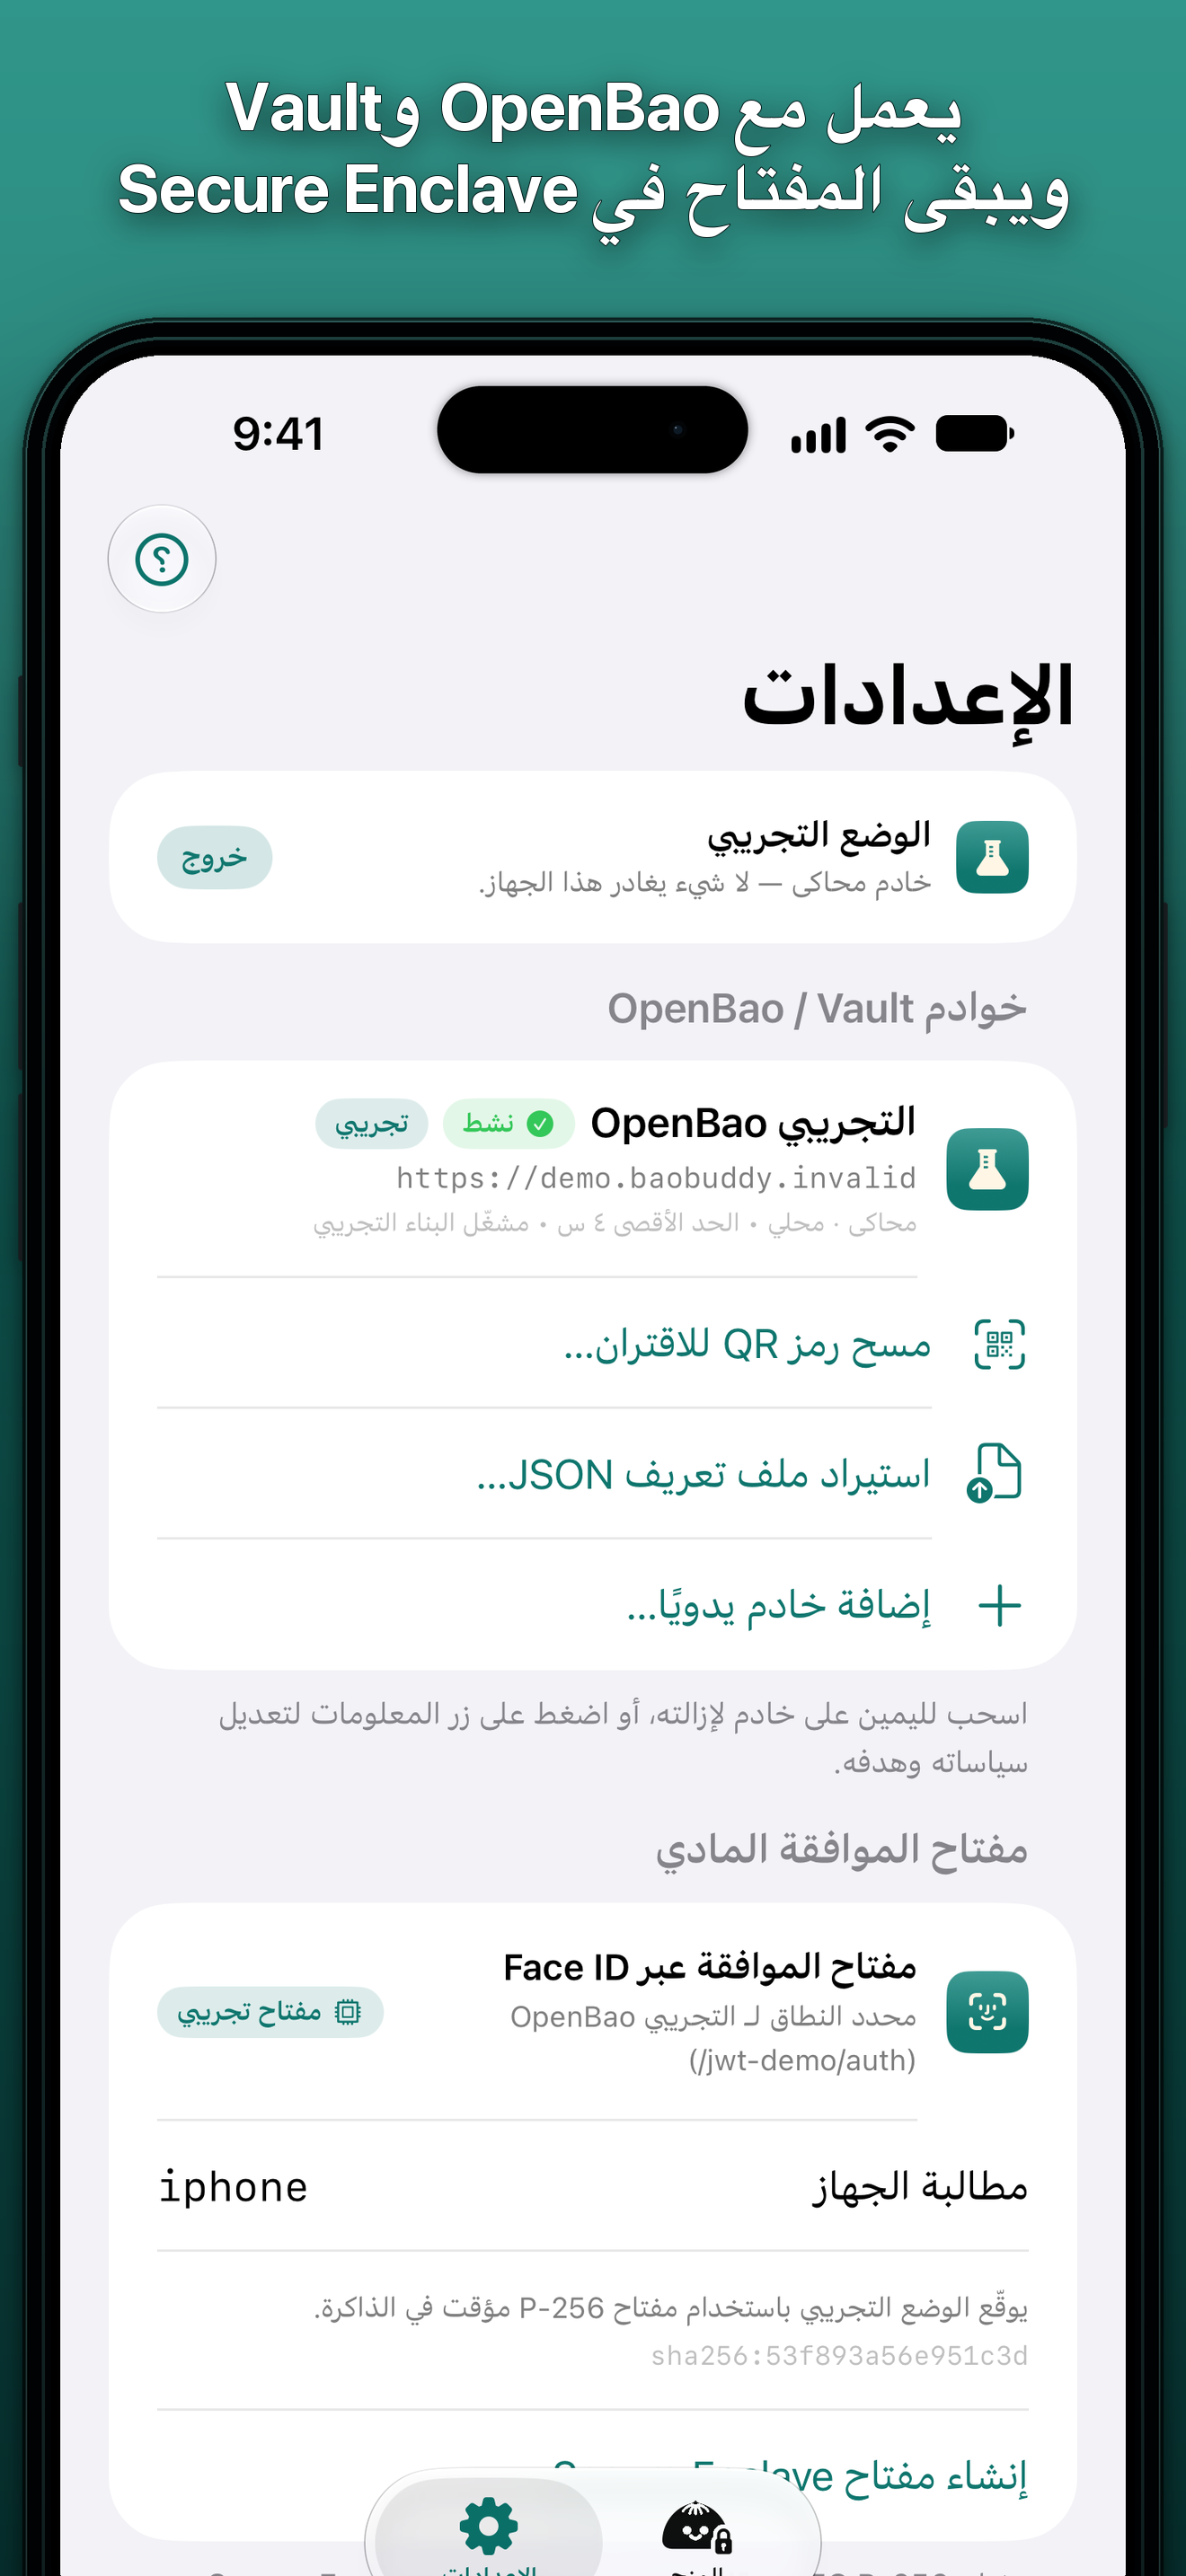 يعمل مع OpenBao وVault
ويبقى المفتاح في Secure Enclave
9:41
؟
الإعدادات
الوضع التجريبي
خادم محاكى — لا شيء يغادر هذا الجهاز.
خروج
خوادم OpenBao / Vault
التجريبي OpenBao نشط تجريبي
https://demo.baobuddy.invalid
محاكى · محلي • الحد الأقصى ٤ س • مشغّل البناء التجريبي
مسح رمز QR للاقتران...
استيراد ملف تعريف JSON...
إضافة خادم يدويًا...
اسحب لليمين على خادم لإزالته، أو اضغط على زر المعلومات لتعديل
سياساته وهدفه.
مفتاح الموافقة المادي
مفتاح الموافقة عبر Face ID
محدد النطاق لـ التجريبي OpenBao
(/jwt-demo/auth)
مفتاح تجريبي
مطالبة الجهاز
iphone
يوقّع الوضع التجريبي باستخدام مفتاح P-256 مؤقت في الذاكرة.
sha256:53f893a56e951c3d
إنشاء مفتاح Secure Enclave
الإعدادات